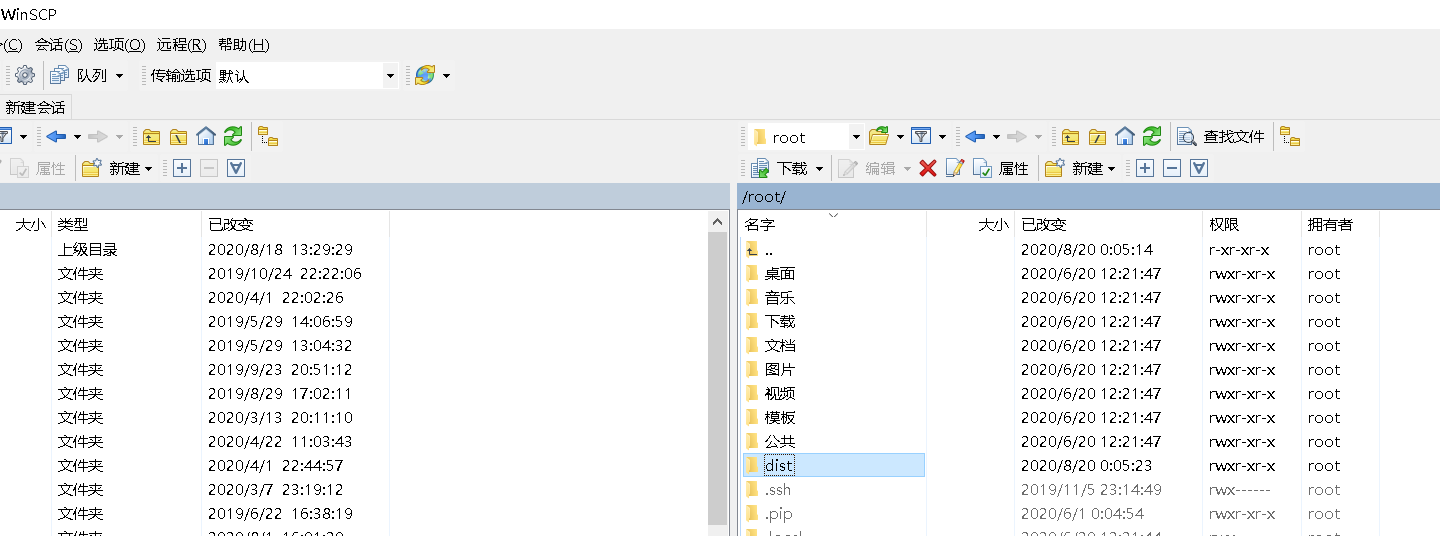 WinSCP
(C) 会话(S) 选项(O) 远程(R) 帮助(H)
队列 传输选项 默认
新建会话
root 查找文件
属性 新建 下载 编辑 属性 新建
/root/
大小 类型 已改变 名字 大小 已改变 权限 拥有者
上级目录 2020/8/18 13:29:29 .. 2020/8/20 0:05:14 r-xr-xr-x root
文件夹 2019/10/24 22:22:06 桌面 2020/6/20 12:21:47 rwxr-xr-x root
文件夹 2020/4/1 22:02:26 音乐 2020/6/20 12:21:47 rwxr-xr-x root
文件夹 2019/5/29 14:06:59 下载 2020/6/20 12:21:47 rwxr-xr-x root
文件夹 2019/5/29 13:04:32 文档 2020/6/20 12:21:47 rwxr-xr-x root
文件夹 2019/9/23 20:51:12 图片 2020/6/20 12:21:47 rwxr-xr-x root
文件夹 2019/8/29 17:02:11 视频 2020/6/20 12:21:47 rwxr-xr-x root
文件夹 2020/3/13 20:11:10 模板 2020/6/20 12:21:47 rwxr-xr-x root
文件夹 2020/4/22 11:03:43 公共 2020/6/20 12:21:47 rwxr-xr-x root
文件夹 2020/4/1 22:44:57 dist 2020/8/20 0:05:23 rwxr-xr-x root
文件夹 2020/3/7 23:19:12 .ssh 2019/11/5 23:14:49 rwx------ root
文件夹 2019/6/22 16:38:19 .pip 2020/6/1 0:04:54 rwxr-xr-x root